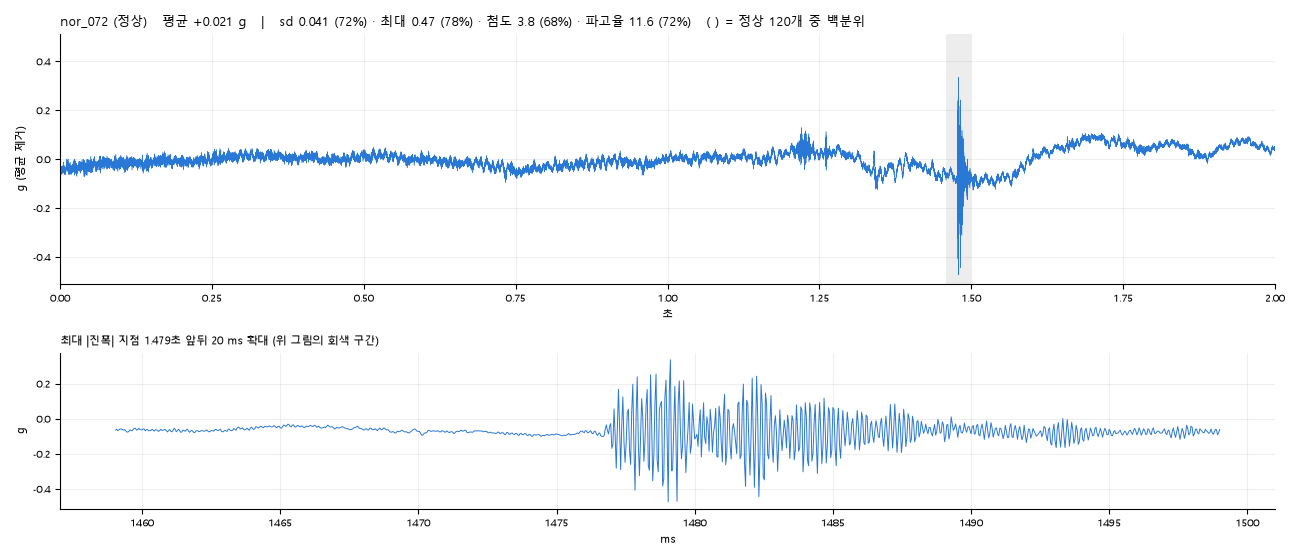 nor_072 (정상) 평균 +0.021 g | sd 0.041 (72%) · 최대 0.47 (78%) · 첨도 3.8 (68%) · 파고율 11.6 (72%) ( ) = 정상 120개 중 백분위
g (평균 제거)
0.4
0.2
0.0
-0.2
-0.4
0.00 0.25 0.50 0.75 1.00 1.25 1.50 1.75 2.00
초
최대 |진폭| 지점 1.479초 앞뒤 20 ms 확대 (위 그림의 회색 구간)
g
0.2
0.0
-0.2
-0.4
1460 1465 1470 1475 1480 1485 1490 1495 1500
ms